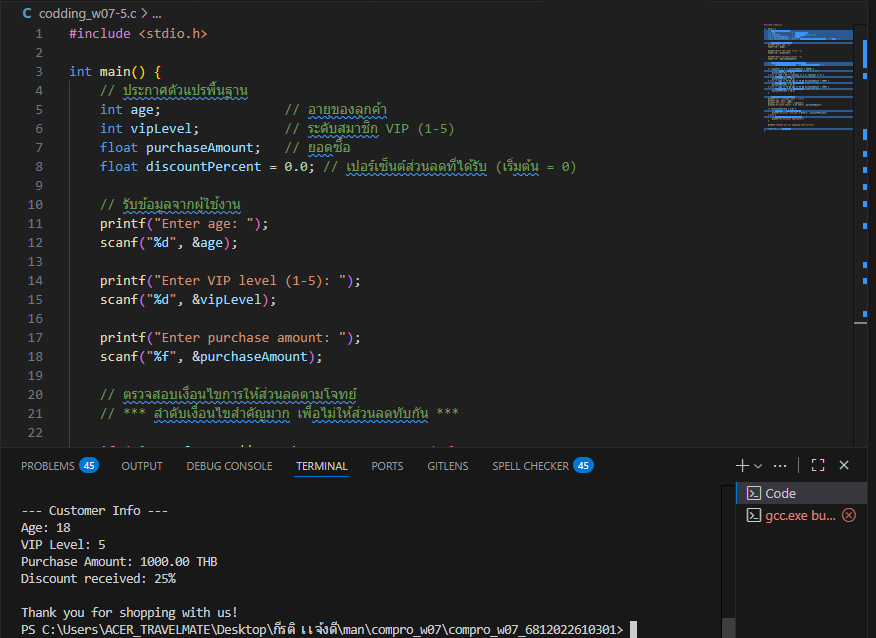 C codding_w07-5.c > ...
1 #include <stdio.h>
2
3 int main() {
4 // ประกาศตัวแปรพื้นฐาน
5 int age; // อายุของลูกค้า
6 int vipLevel; // ระดับสมาชิก VIP (1-5)
7 float purchaseAmount; // ยอดซื้อ
8 float discountPercent = 0.0; // เปอร์เซ็นต์ส่วนลดที่ได้รับ (เริ่มต้น = 0)
9
10 // รับข้อมูลจากผู้ใช้งาน
11 printf("Enter age: ");
12 scanf("%d", &age);
13
14 printf("Enter VIP level (1-5): ");
15 scanf("%d", &vipLevel);
16
17 printf("Enter purchase amount: ");
18 scanf("%f", &purchaseAmount);
19
20 // ตรวจสอบเงื่อนไขการให้ส่วนลดตามโจทย์
21 // *** ลำดับเงื่อนไขสำคัญมาก เพื่อไม่ให้ส่วนลดทับกัน ***
22
PROBLEMS 45 OUTPUT DEBUG CONSOLE TERMINAL PORTS GITLENS SPELL CHECKER 45
Code
gcc.exe bu...
--- Customer Info ---
Age: 18
VIP Level: 5
Purchase Amount: 1000.00 THB
Discount received: 25%
Thank you for shopping with us!
PS C:\Users\ACER_TRAVELMATE\Desktop\กีรติ เเจ้งดี\man\compro_w07\compro_w07_6812022610301>